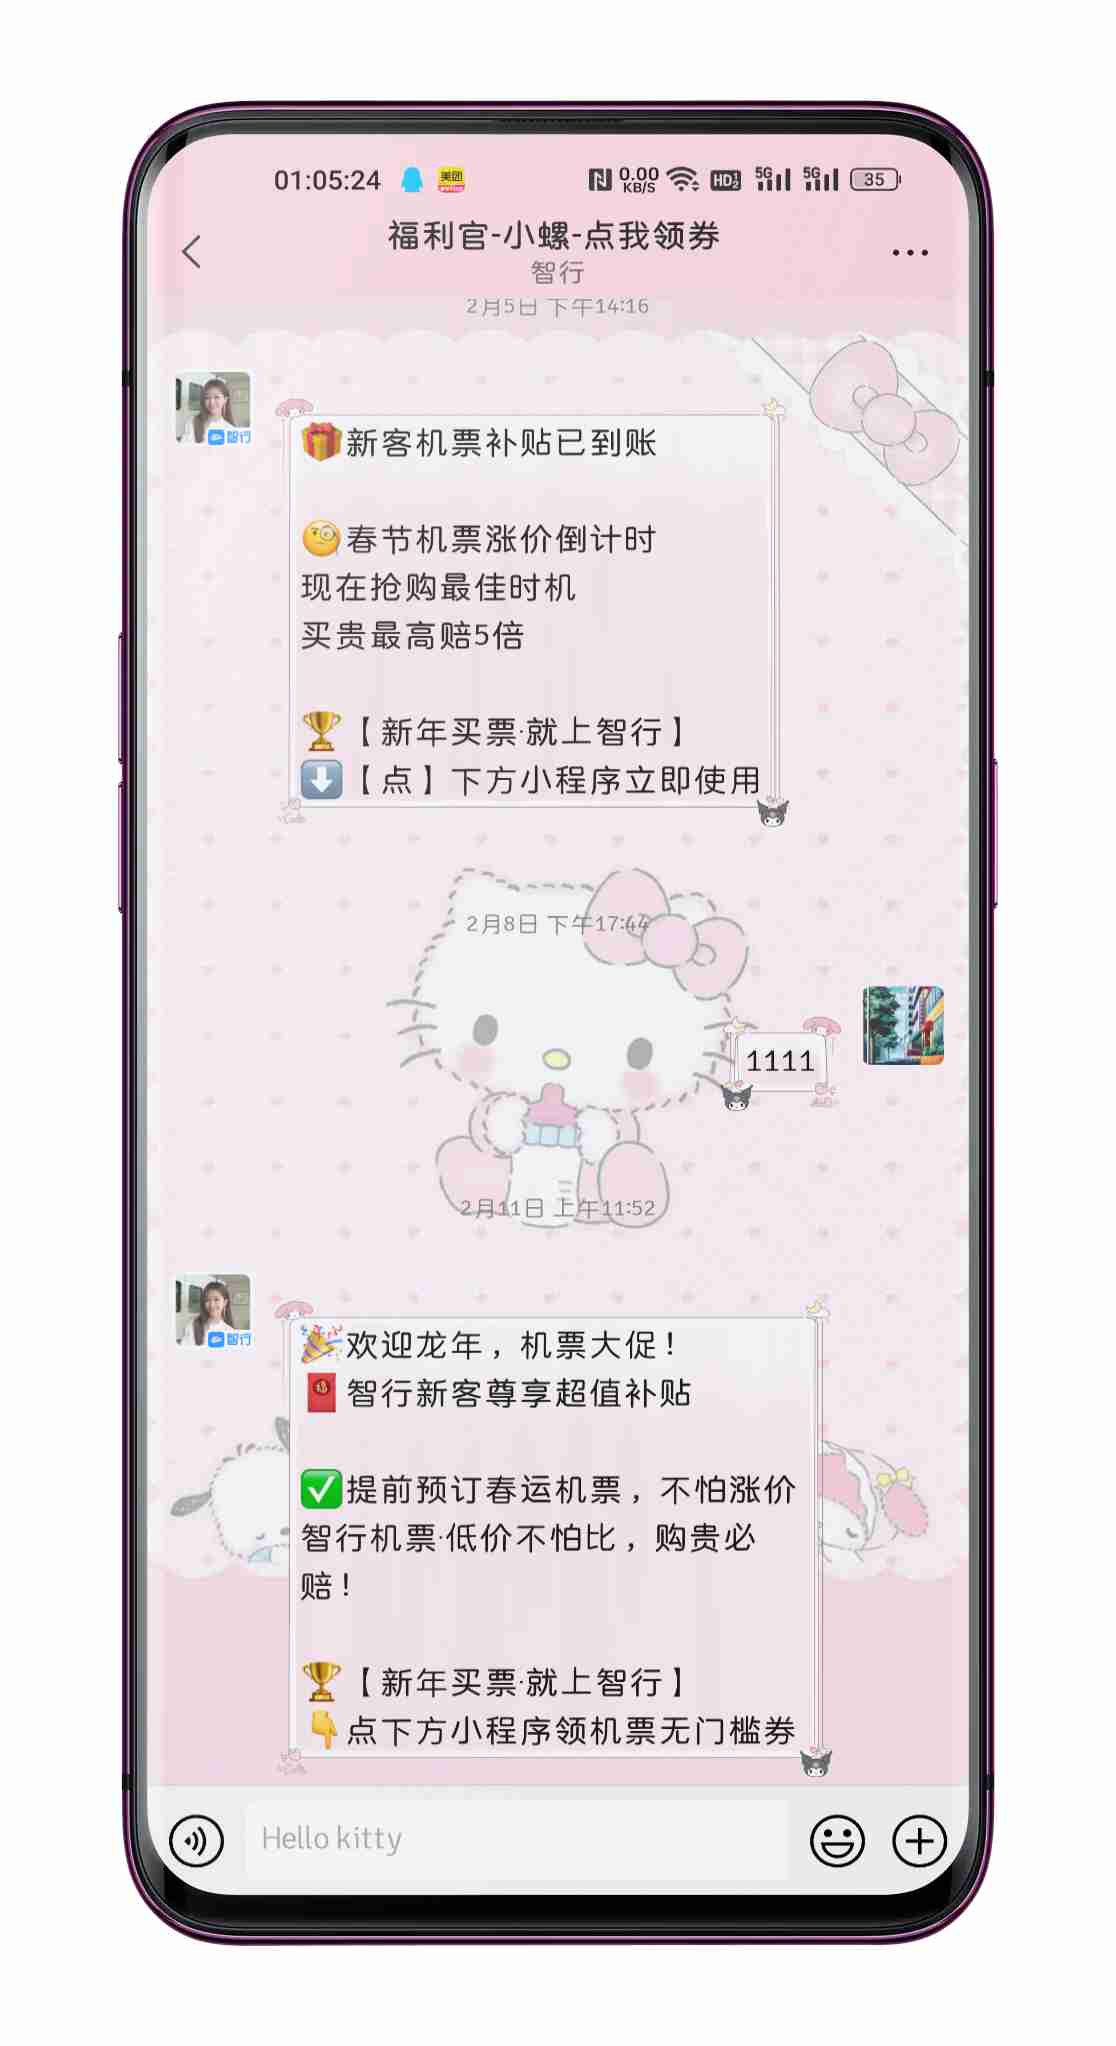 01:05:24 美团 0.00 KB/S HD 5G 5G 35
福利官-小螺-点我领券
智行
2月5日 下午14:16
智行
🎁新客机票补贴已到账
🧐春节机票涨价倒计时
现在抢购最佳时机
买贵最高赔5倍
🏆【新年买票·就上智行】
⬇️【点】下方小程序立即使用
2月8日 下午17:44
1111
2月11日 上午11:52
智行
🎉欢迎龙年，机票大促！
🧧智行新客尊享超值补贴
✅提前预订春运机票，不怕涨价
智行机票·低价不怕比，购贵必
赔！
🏆【新年买票·就上智行】
👇点下方小程序领机票无门槛券
Hello kitty